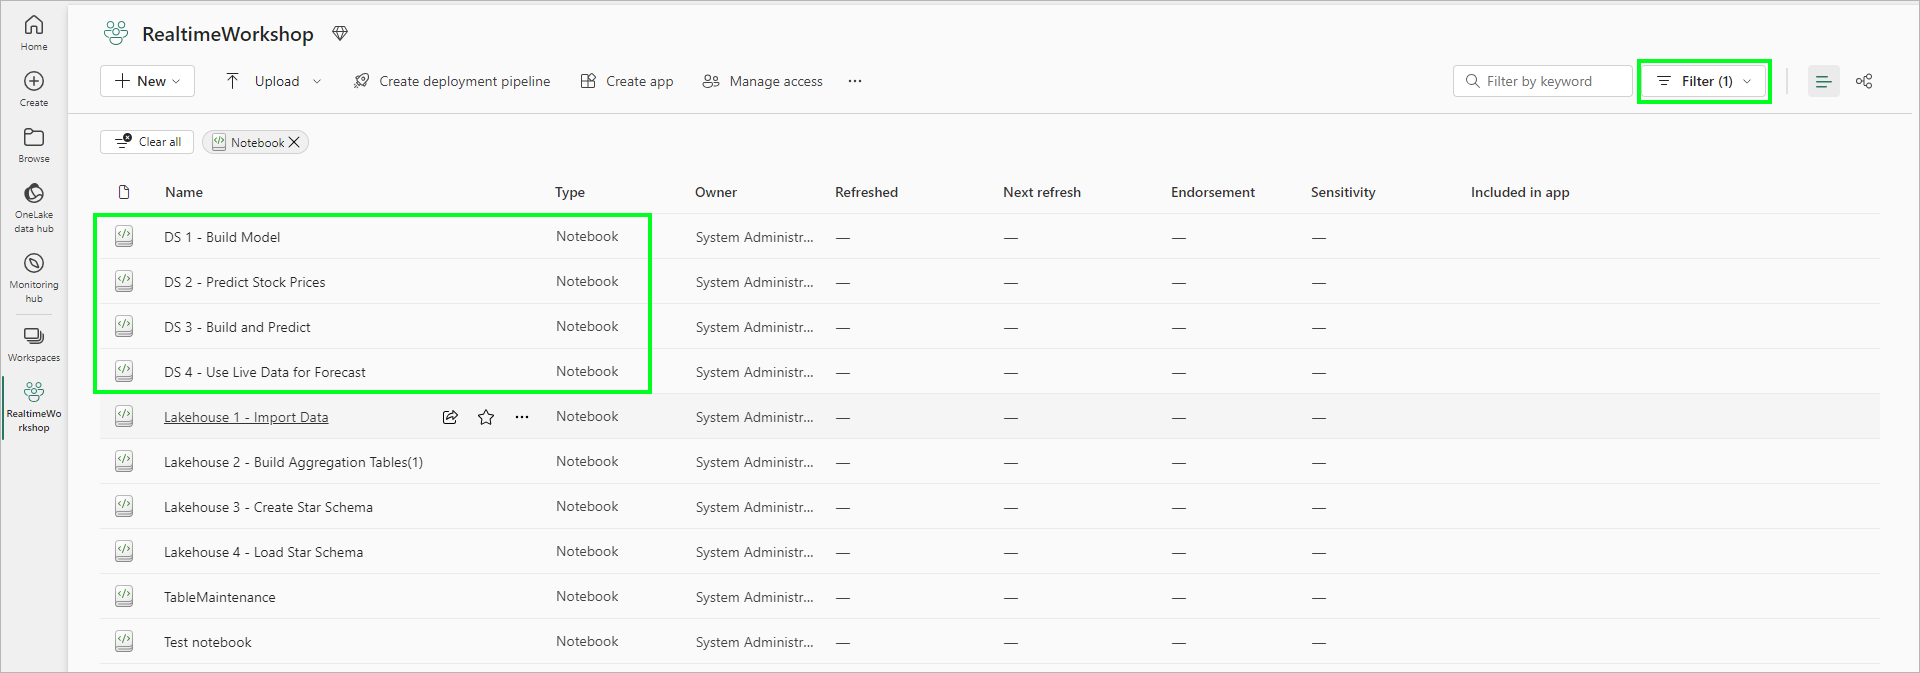 Home
Create
Browse
OneLake
data hub
Monitoring
hub
Workspaces
RealtimeWo
rkshop
RealtimeWorkshop
New
Upload
Create deployment pipeline
Create app
Manage access
Filter by keyword
Filter (1)
Clear all
Notebook
Name Type Owner Refreshed Next refresh Endorsement Sensitivity Included in app
DS 1 - Build Model Notebook System Administr... — — — —
DS 2 - Predict Stock Prices Notebook System Administr... — — — —
DS 3 - Build and Predict Notebook System Administr... — — — —
DS 4 - Use Live Data for Forecast Notebook System Administr... — — — —
Lakehouse 1 - Import Data Notebook System Administr... — — — —
Lakehouse 2 - Build Aggregation Tables(1) Notebook System Administr... — — — —
Lakehouse 3 - Create Star Schema Notebook System Administr... — — — —
Lakehouse 4 - Load Star Schema Notebook System Administr... — — — —
TableMaintenance Notebook System Administr... — — — —
Test notebook Notebook System Administr... — — — —